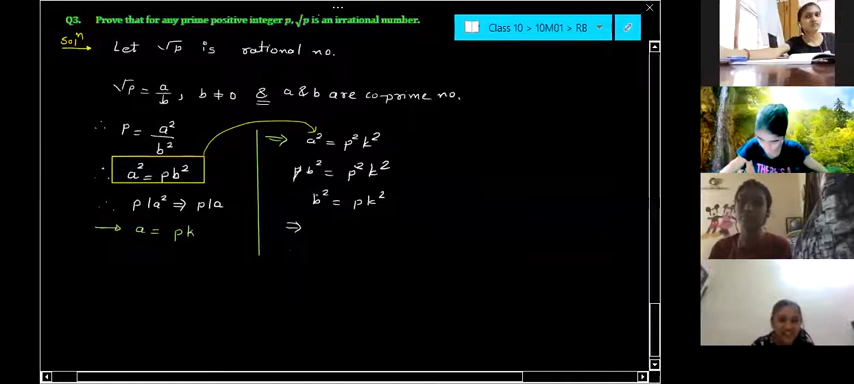 Q3. Prove that for any prime positive integer p, √p is an irrational number.
Class 10 > 10M01 > RB
Solⁿ → Let √p is rational no.
√p = a/b, b ≠ 0 & a & b are co-prime no.
∴ P = a²/b²
∴ a² = pb²
∴ p | a² ⇒ p | a
→ a = pk
⇒ a² = p²k²
pb² = p²k²
b² = pk²
⇒